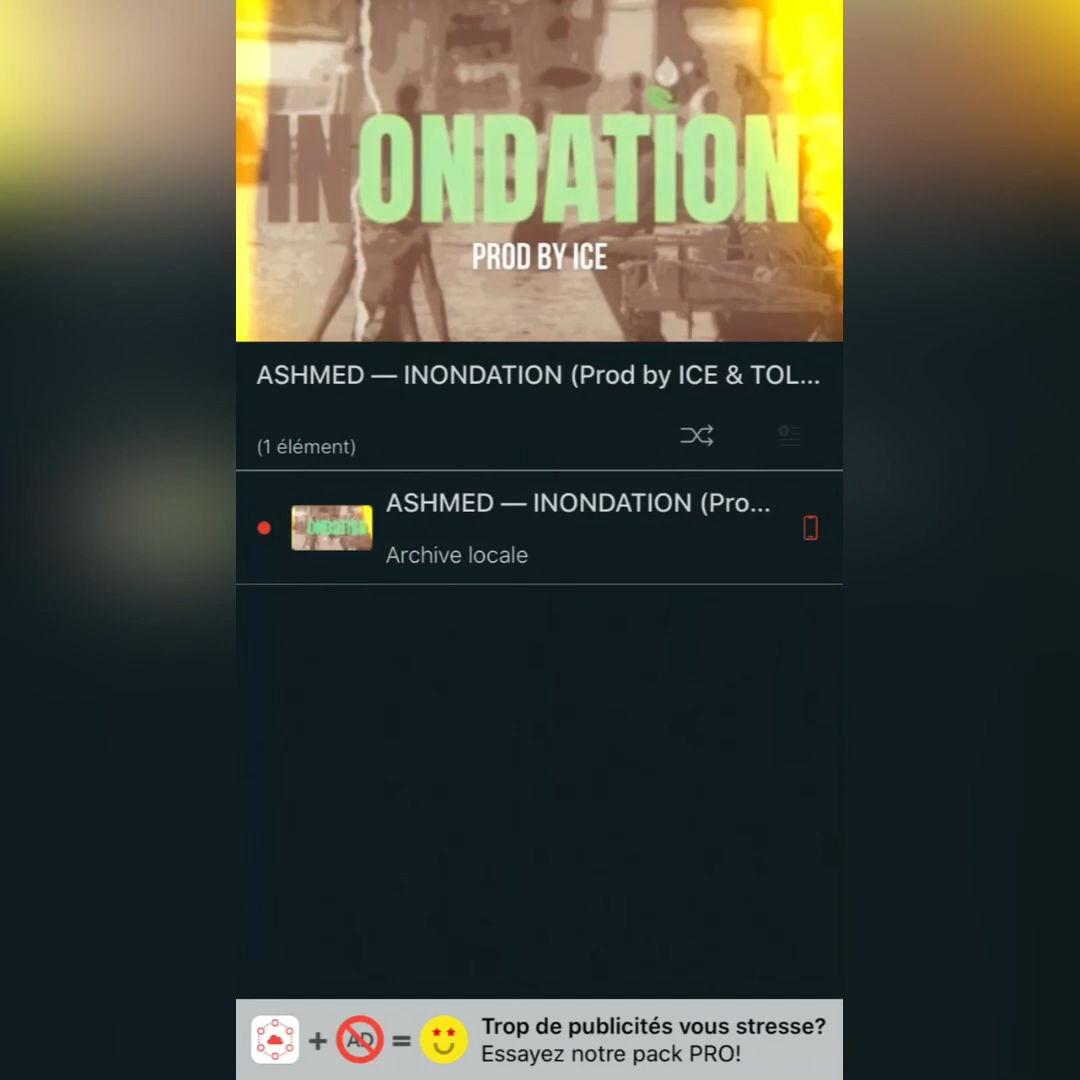 INONDATION
PROD BY ICE
ASHMED — INONDATION (Prod by ICE & TOL...
(1 élément)
INONDATION
ASHMED — INONDATION (Pro...
Archive locale
AD
Trop de publicités vous stresse?
Essayez notre pack PRO!